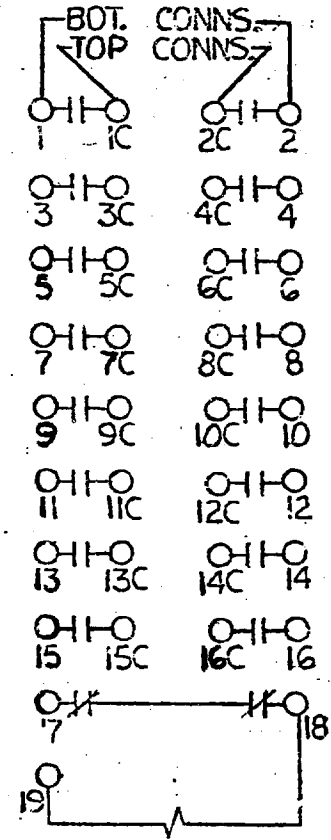 BOT. CONNS.
TOP CONNS.
1 1C 2C 2
3 3C 4C 4
5 5C 6C 6
7 7C 8C 8
9 9C 10C 10
11 11C 12C 12
13 13C 14C 14
15 15C 16C 16
17 18
19